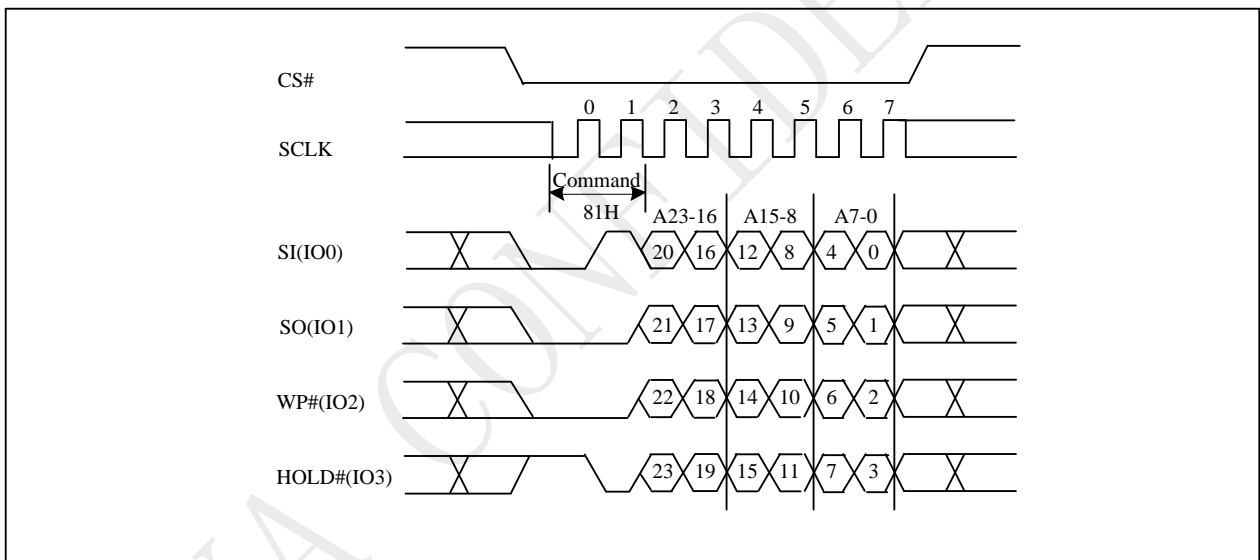 CS#
0 1 2 3 4 5 6 7
SCLK
Command
81H
A23-16 A15-8 A7-0
SI(IO0)
20 16 12 8 4 0
SO(IO1)
21 17 13 9 5 1
WP#(IO2)
22 18 14 10 6 2
HOLD#(IO3)
23 19 15 11 7 3